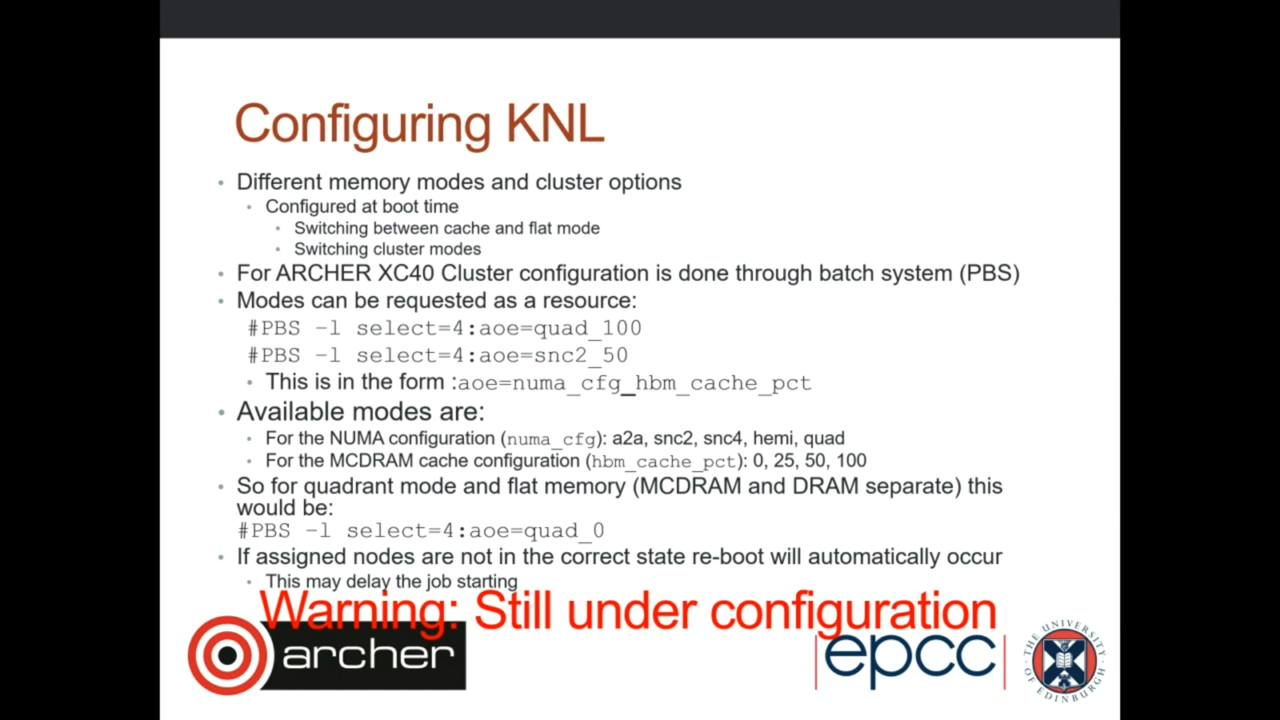 Configuring KNL
• Different memory modes and cluster options
• Configured at boot time
• Switching between cache and flat mode
• Switching cluster modes
• For ARCHER XC40 Cluster configuration is done through batch system (PBS)
• Modes can be requested as a resource:
#PBS –l select=4:aoe=quad_100
#PBS –l select=4:aoe=snc2_50
• This is in the form :aoe=numa_cfg_hbm_cache_pct
• Available modes are:
• For the NUMA configuration (numa_cfg): a2a, snc2, snc4, hemi, quad
• For the MCDRAM cache configuration (hbm_cache_pct): 0, 25, 50, 100
• So for quadrant mode and flat memory (MCDRAM and DRAM separate) this
would be:
#PBS –l select=4:aoe=quad_0
• If assigned nodes are not in the correct state re-boot will automatically occur
• This may delay the job starting
Warning: Still under configuration
archer
epcc
THE UNIVERSITY OF EDINBURGH